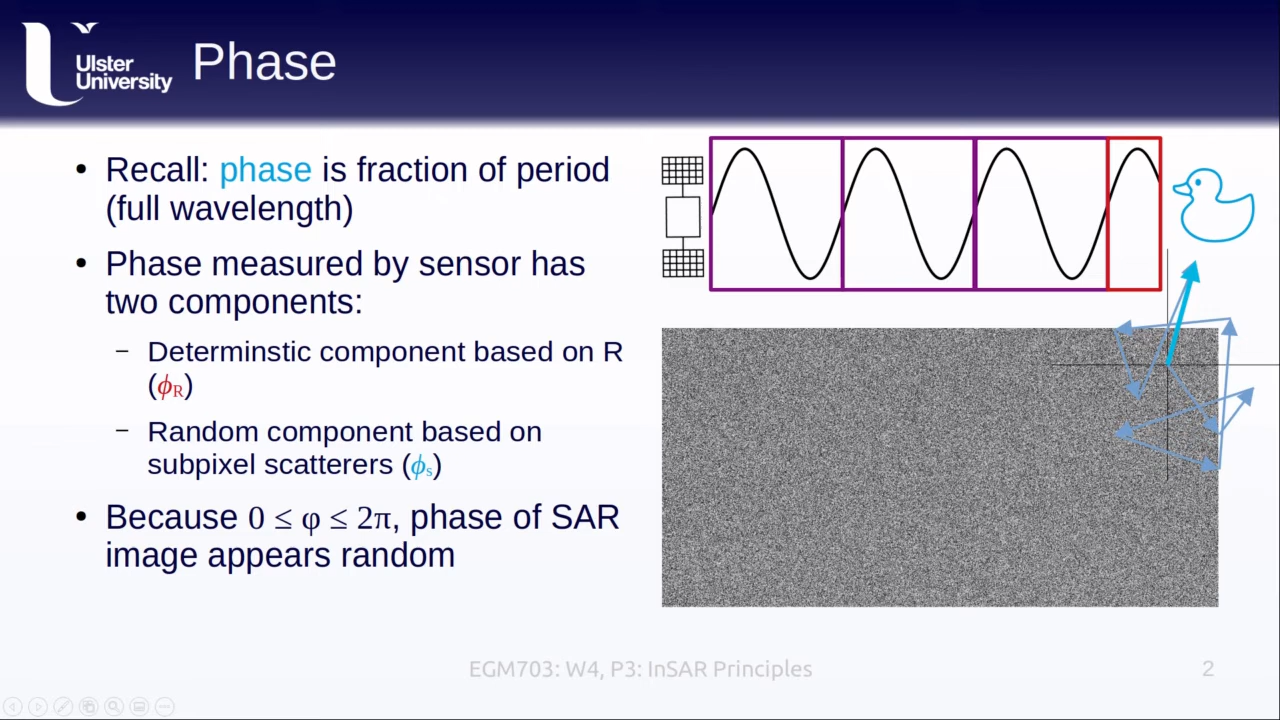 Ulster
University
Phase
• Recall: phase is fraction of period
(full wavelength)
• Phase measured by sensor has
two components:
– Determinstic component based on R
(ϕR)
– Random component based on
subpixel scatterers (ϕs)
• Because 0 ≤ φ ≤ 2π, phase of SAR
image appears random
EGM703: W4, P3: InSAR Principles
2